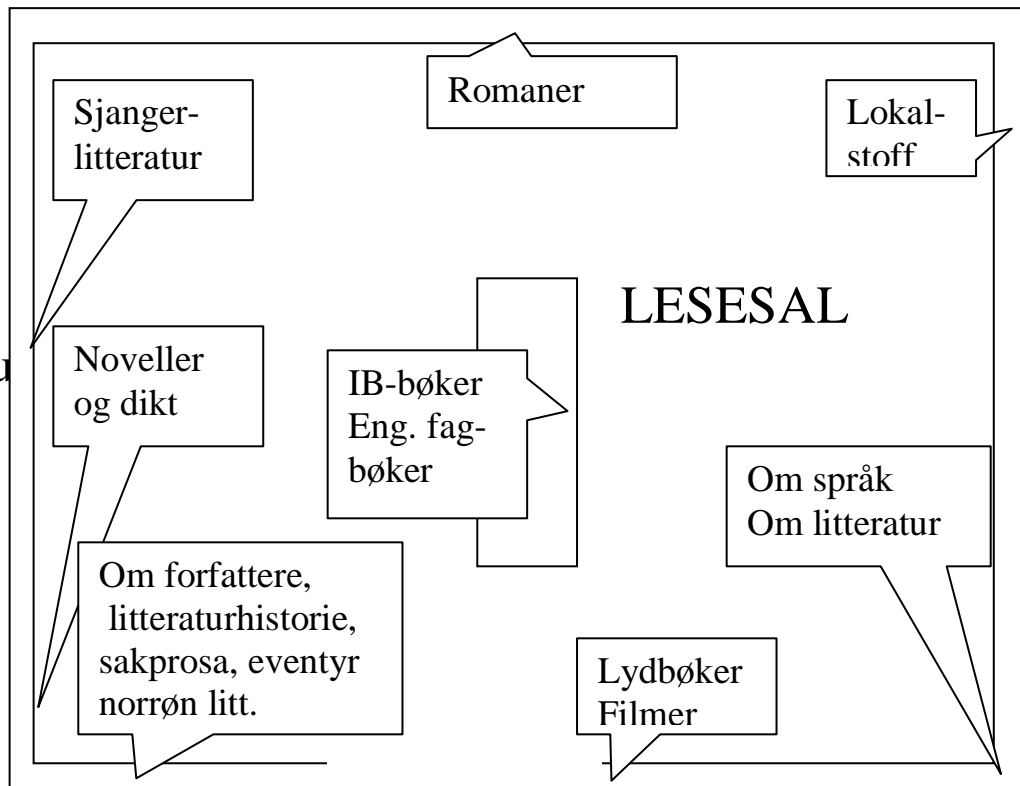 Romaner
Sjanger-
litteratur
Lokal-
stoff
LESESAL
Noveller
og dikt
IB-bøker
Eng. fag-
bøker
Om språk
Om litteratur
Om forfattere,
litteraturhistorie,
sakprosa, eventyr
norrøn litt.
Lydbøker
Filmer